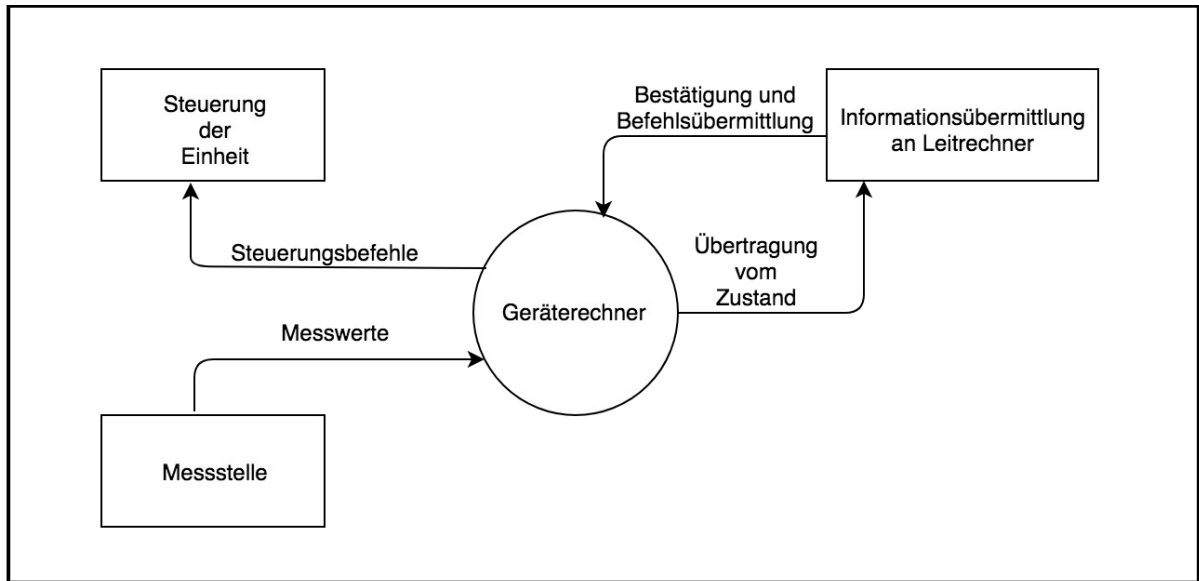 Steuerung
der
Einheit
Bestätigung und
Befehlsübermittlung
Informationsübermittlung
an Leitrechner
Steuerungsbefehle
Übertragung
vom
Zustand
Geräterechner
Messwerte
Messstelle